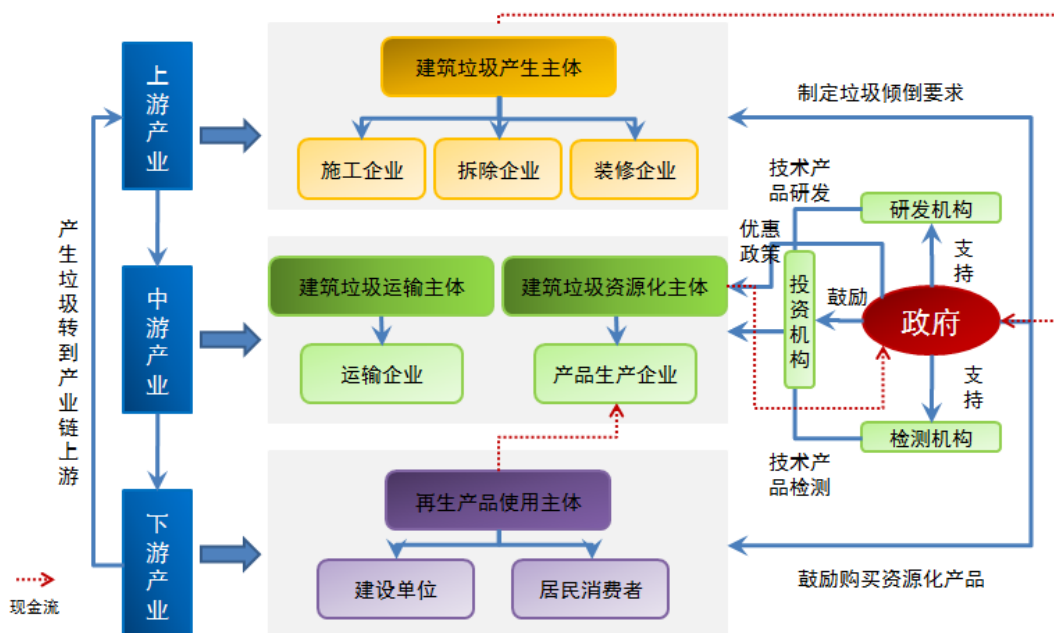 上游产业
建筑垃圾产生主体
施工企业
拆除企业
装修企业
制定垃圾倾倒要求
技术产
品研发
研发机构
优惠
政策
支持
产生垃圾转到产业链上游
中游产业
建筑垃圾运输主体
建筑垃圾资源化主体
运输企业
产品生产企业
投资机构
鼓励
政府
支持
检测机构
技术产
品检测
下游产业
再生产品使用主体
建设单位
居民消费者
鼓励购买资源化产品
现金流